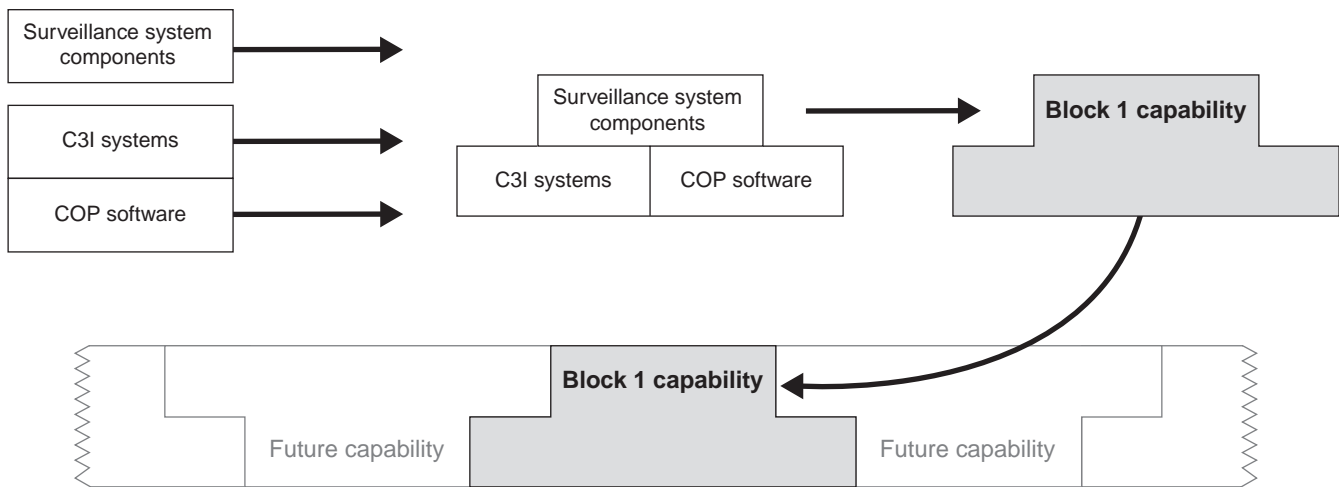 Surveillance system
components
C3I systems
COP software
Surveillance system
components
C3I systems
COP software
Block 1 capability
Block 1 capability
Future capability
Future capability